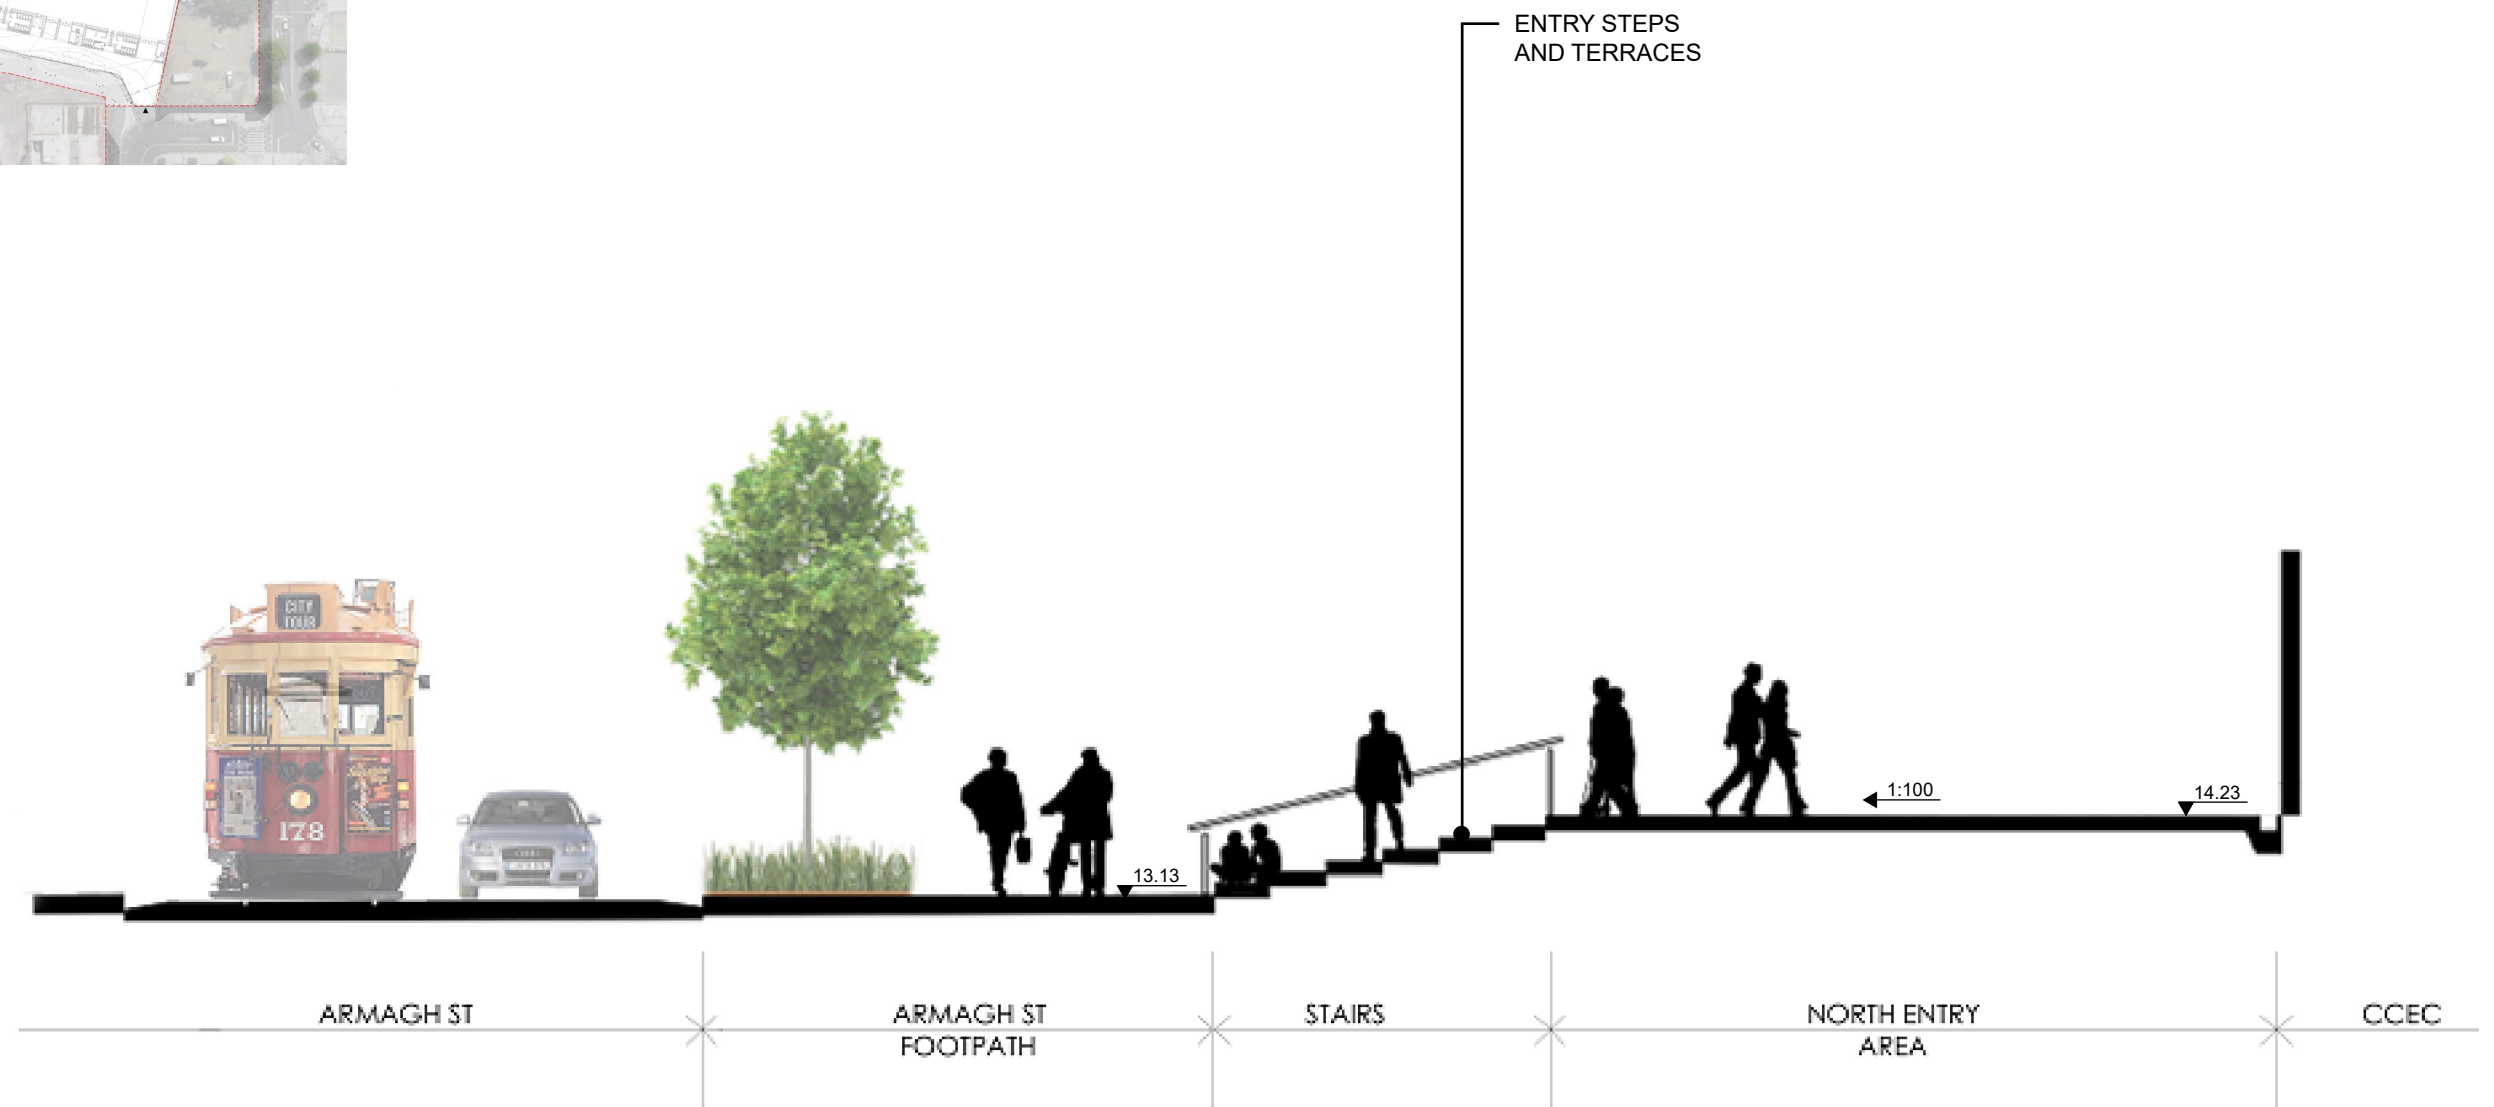 ENTRY STEPS
AND TERRACES
CITY
TOUR
178
13.13
1:100
14.23
ARMAGH ST
ARMAGH ST
FOOTPATH
STAIRS
NORTH ENTRY
AREA
CCEC